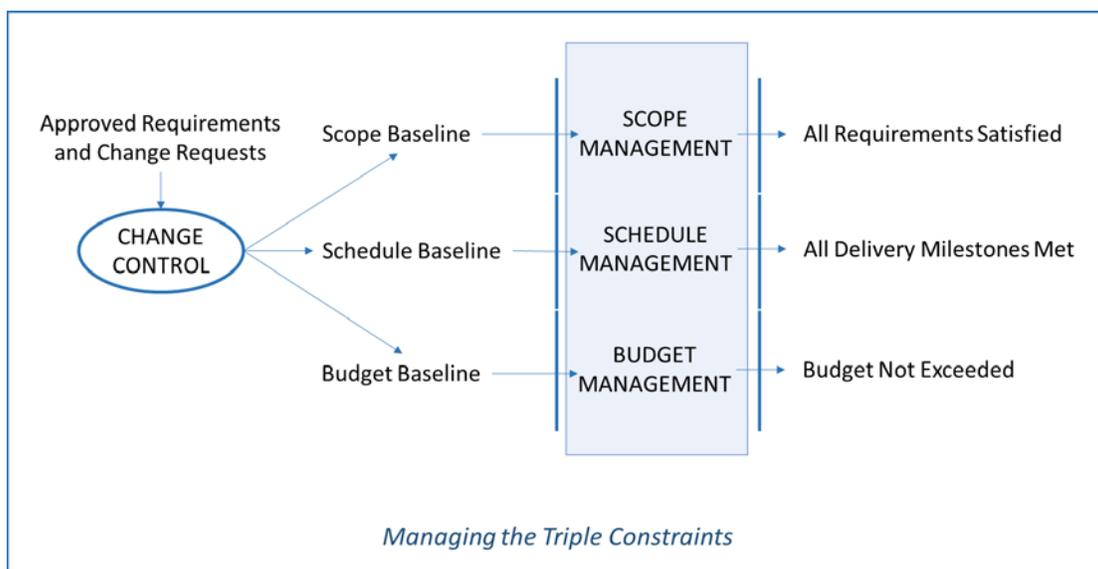 Approved Requirements
and Change Requests
CHANGE
CONTROL
Scope Baseline
Schedule Baseline
Budget Baseline
SCOPE
MANAGEMENT
SCHEDULE
MANAGEMENT
BUDGET
MANAGEMENT
All Requirements Satisfied
All Delivery Milestones Met
Budget Not Exceeded
Managing the Triple Constraints